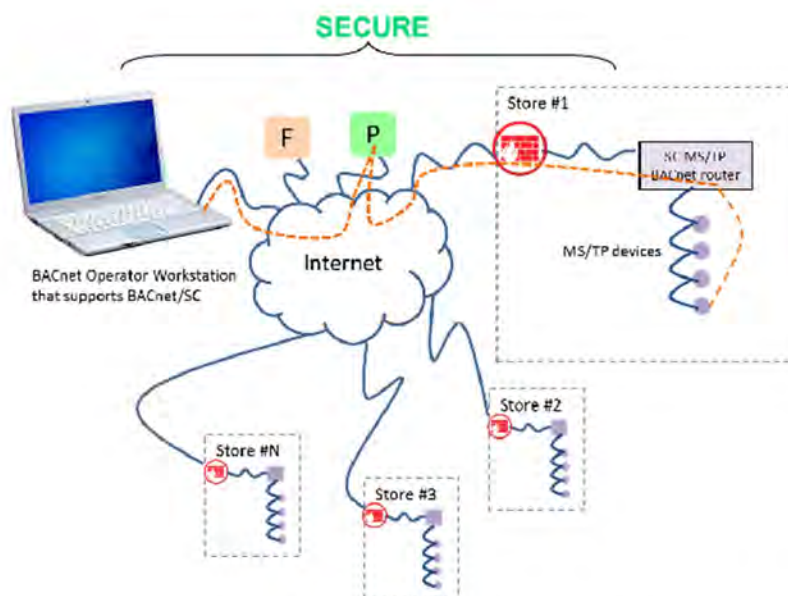 SECURE
Store #1
F
P
SC MS/TP
BACnet router
Internet
MS/TP devices
BACnet Operator Workstation
that supports BACnet/SC
Store #2
Store #N
Store #3